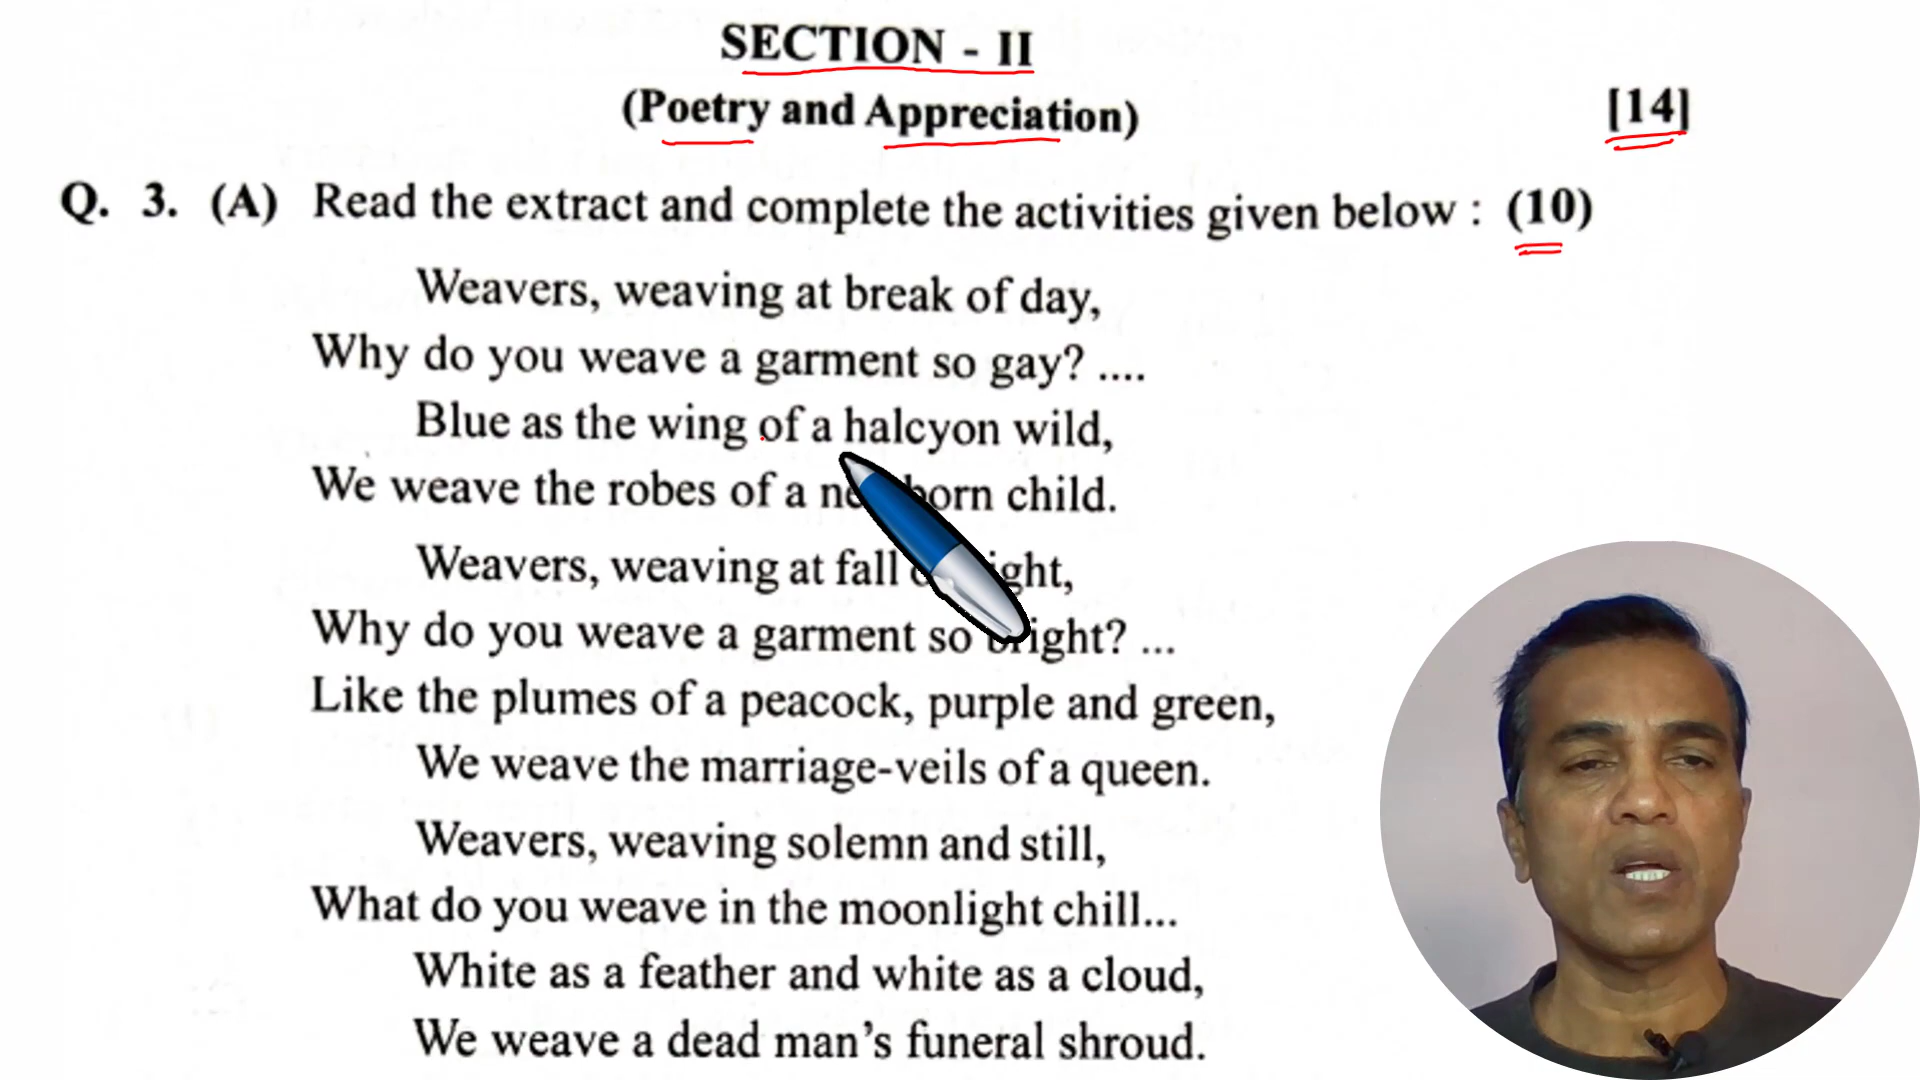 SECTION - II
(Poetry and Appreciation) [14]
Q. 3. (A) Read the extract and complete the activities given below : (10)
Weavers, weaving at break of day,
Why do you weave a garment so gay? ....
Blue as the wing of a halcyon wild,
We weave the robes of a child.
Weavers, weaving at fall
Why do you weave a garment so bright? ...
Like the plumes of a peacock, purple and green,
We weave the marriage-veils of a queen.
Weavers, weaving solemn and still,
What do you weave in the moonlight chill...
White as a feather and white as a cloud,
We weave a dead man's funeral shroud.